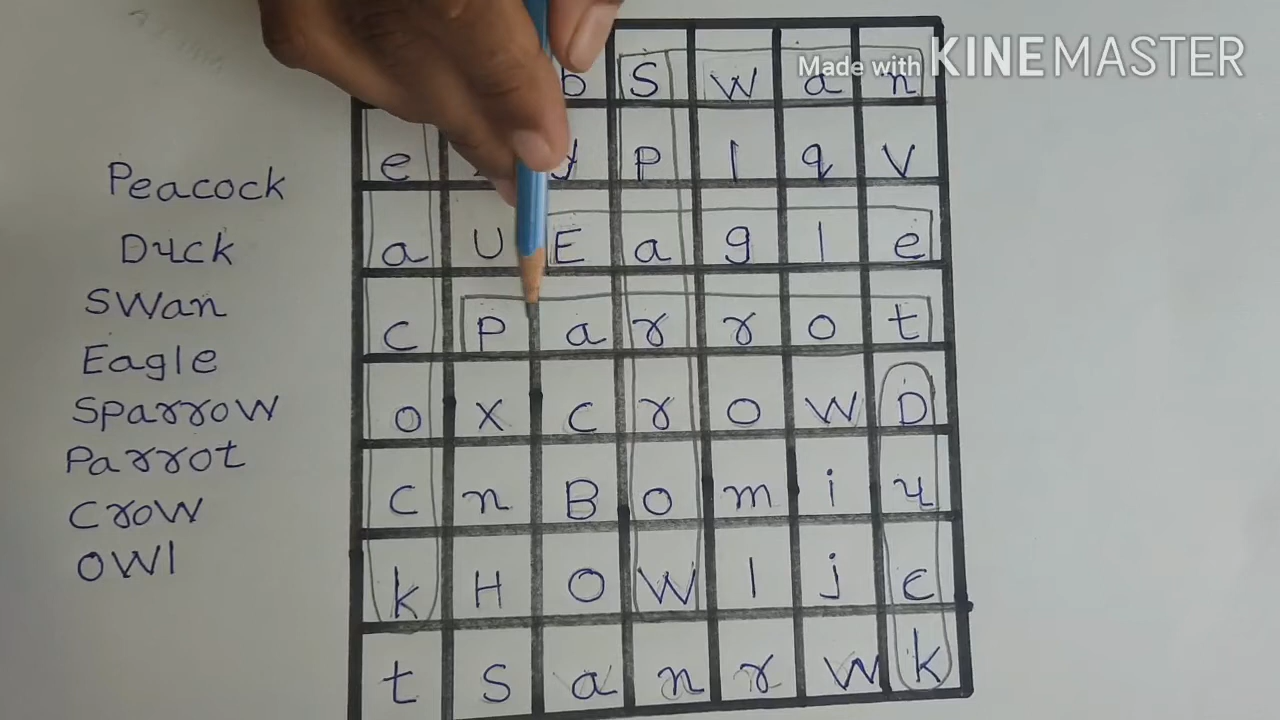 Made with KINEMASTER
b S w a n
e y P l q v
a U E a g l e
c P a r r o t
o x c r o w D
c n B o m i u
k H o w l j c
t s a n r w k
Peacock
Duck
Swan
Eagle
Sparrow
Parrot
Crow
Owl